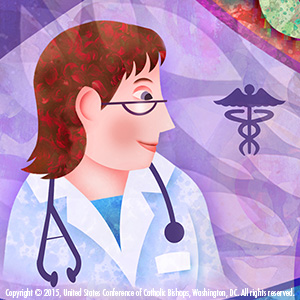 Copyright © 2015, United States Conference of Catholic Bishops, Washington, DC. All rights reserved.